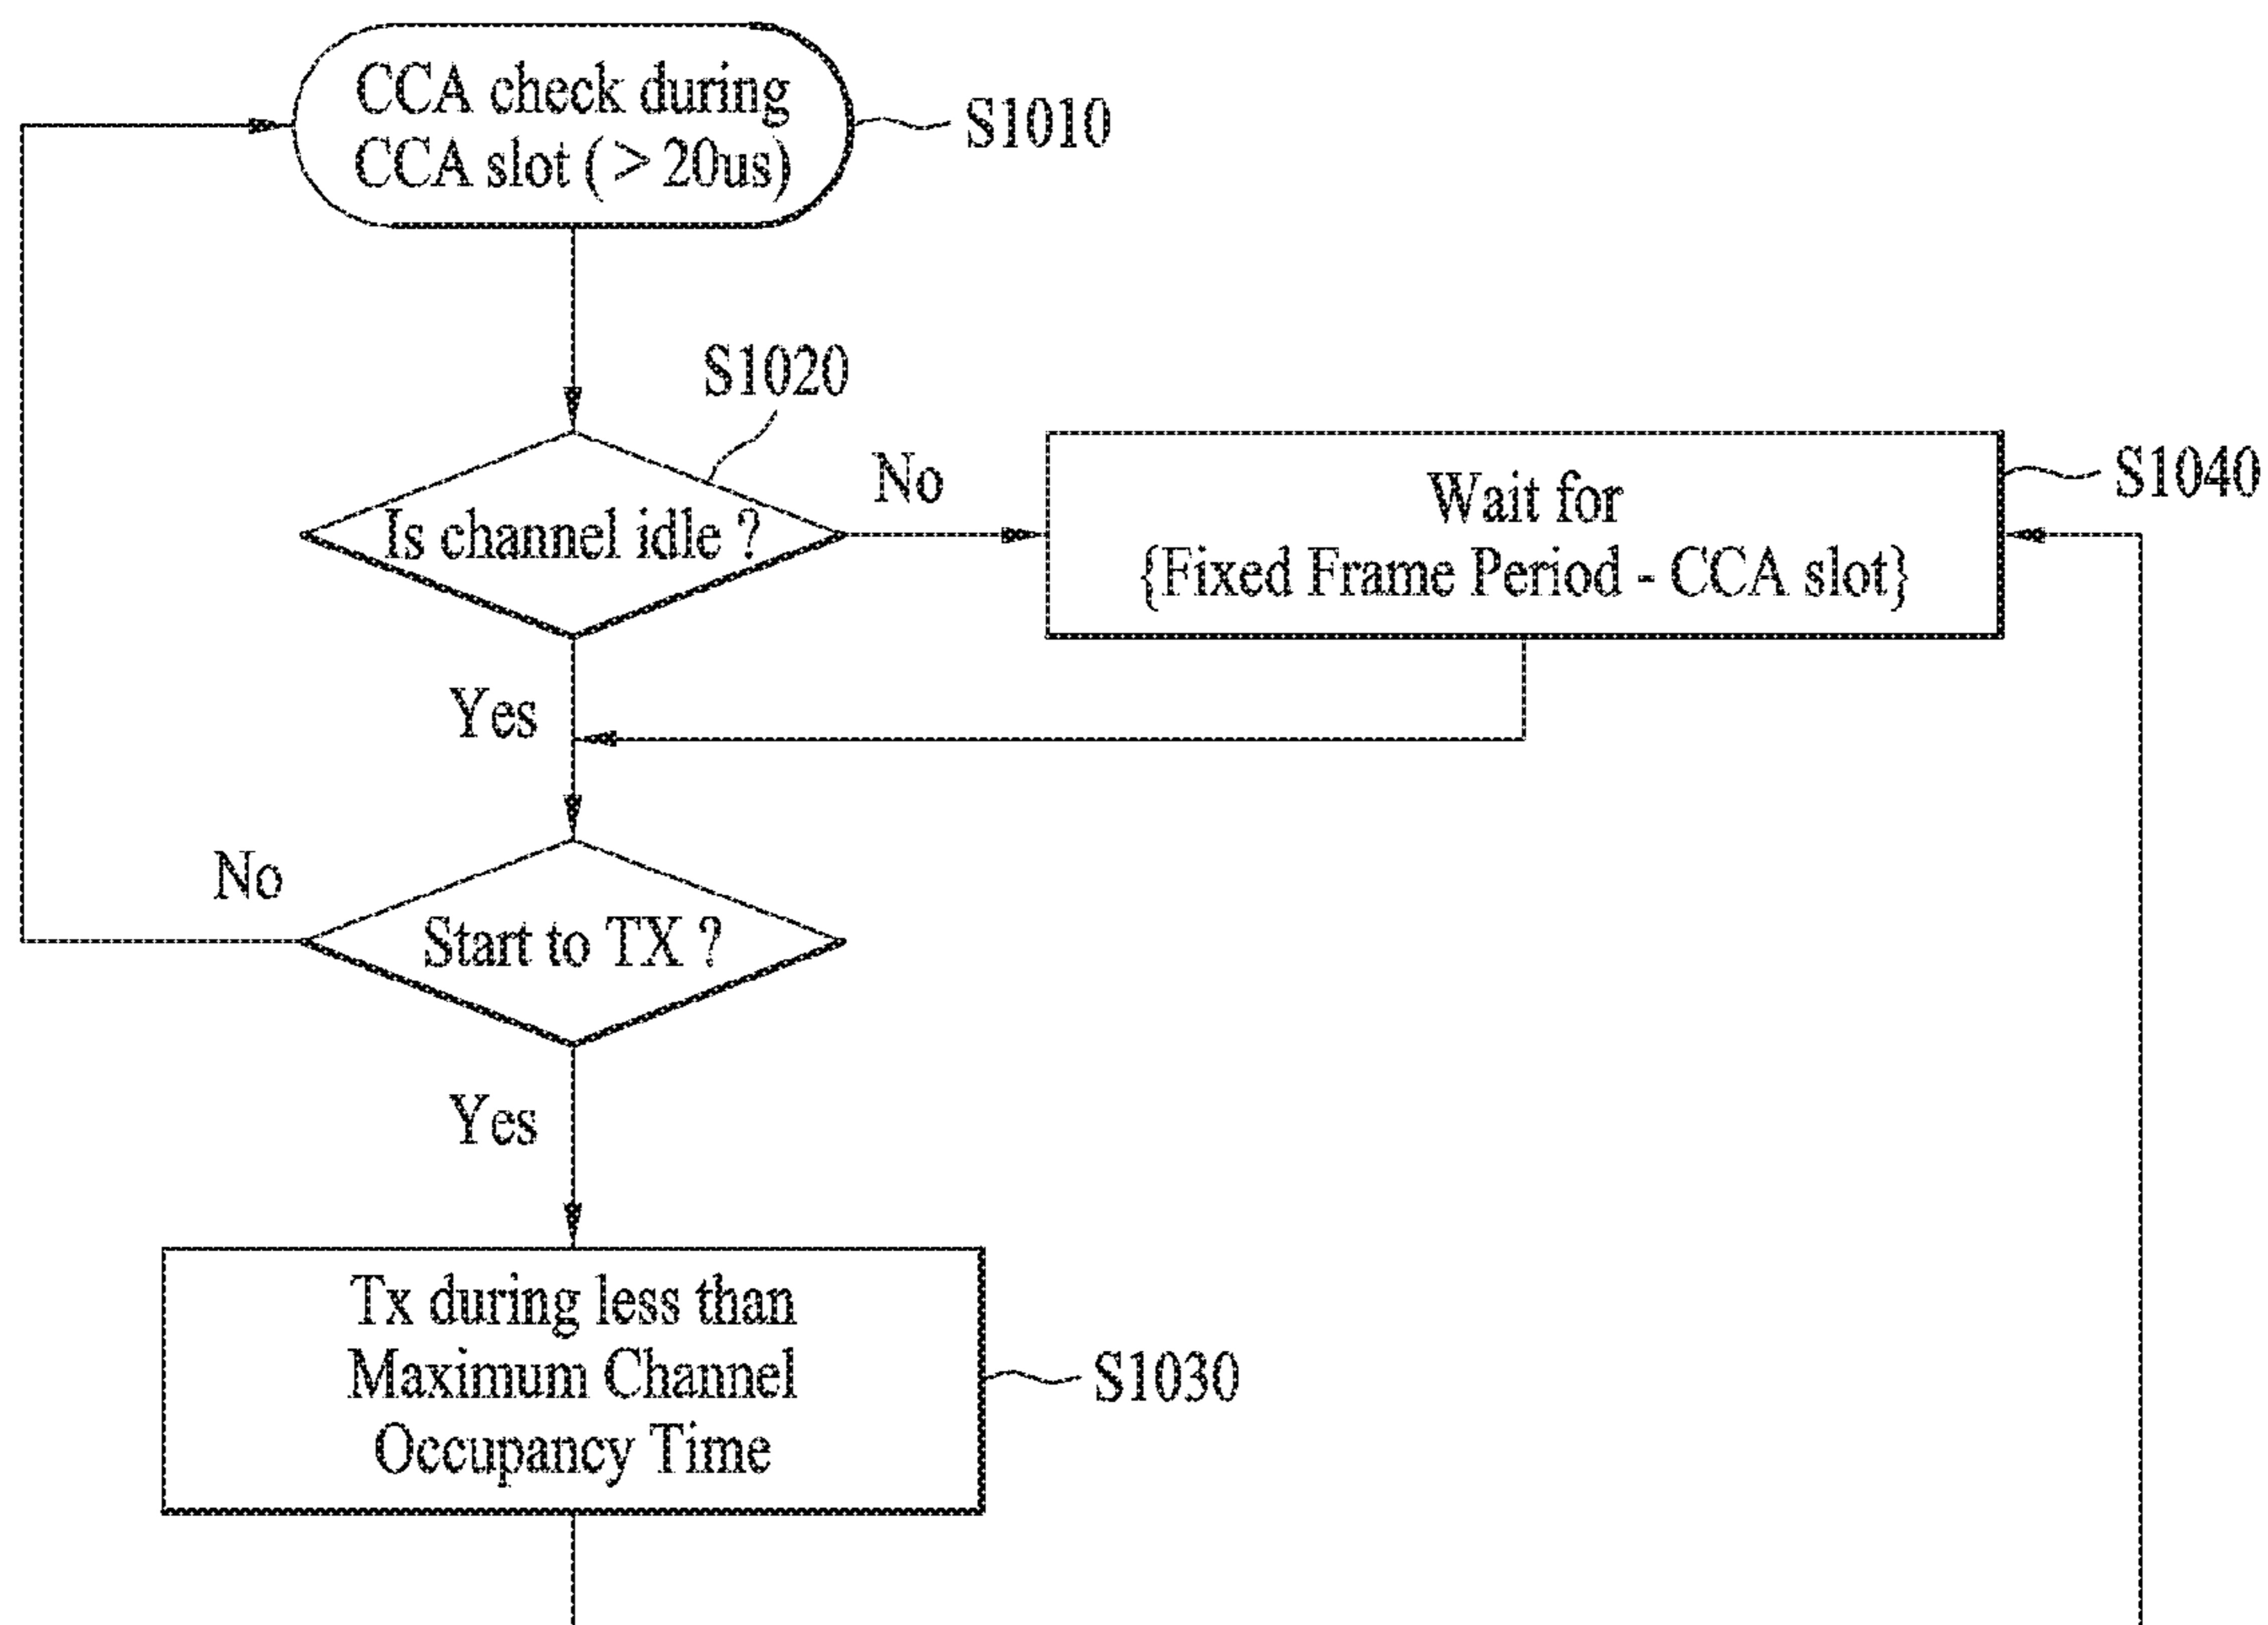 CCA check during
CCA slot ( > 20us)
S1010
S1020
Is channel idle ?
No
Wait for
{Fixed Frame Period - CCA slot}
S1040
Yes
No
Start to TX ?
Yes
Tx during less than
Maximum Channel
Occupancy Time
S1030